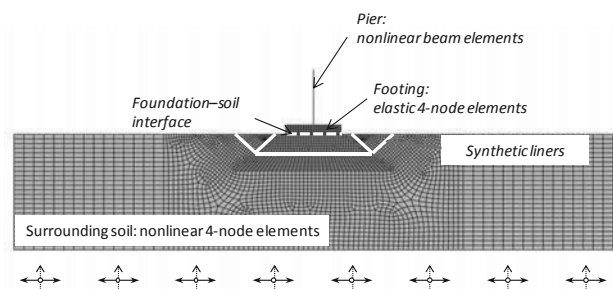 Pier:
nonlinear beam elements
Foundation–soil
interface
Footing:
elastic 4-node elements
Synthetic liners
Surrounding soil: nonlinear 4-node elements